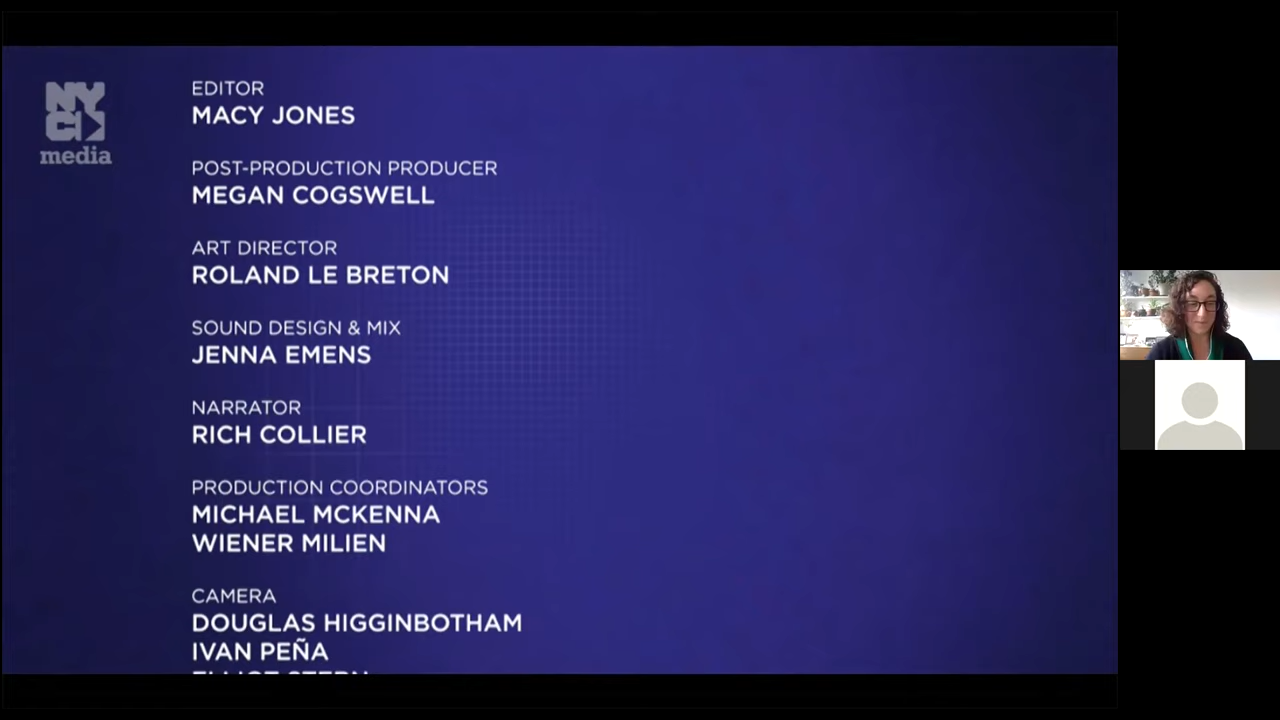 NYC
media
EDITOR
MACY JONES
POST-PRODUCTION PRODUCER
MEGAN COGSWELL
ART DIRECTOR
ROLAND LE BRETON
SOUND DESIGN & MIX
JENNA EMENS
NARRATOR
RICH COLLIER
PRODUCTION COORDINATORS
MICHAEL MCKENNA
WIENER MILIEN
CAMERA
DOUGLAS HIGGINBOTHAM
IVAN PEÑA